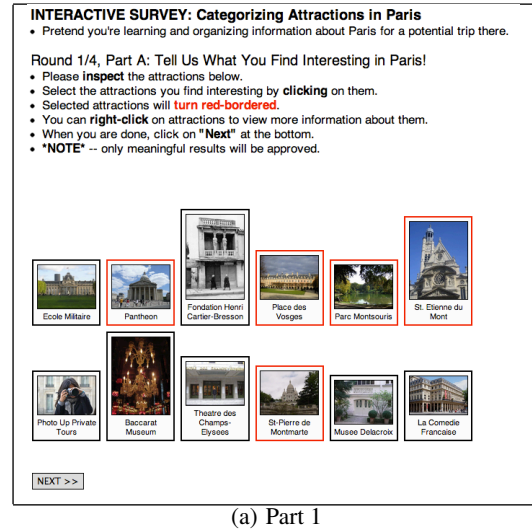 INTERACTIVE SURVEY: Categorizing Attractions in Paris
• Pretend you're learning and organizing information about Paris for a potential trip there.
Round 1/4, Part A: Tell Us What You Find Interesting in Paris!
• Please inspect the attractions below.
• Select the attractions you find interesting by clicking on them.
• Selected attractions will turn red-bordered.
• You can right-click on attractions to view more information about them.
• When you are done, click on "Next" at the bottom.
• *NOTE* -- only meaningful results will be approved.
Ecole Militaire
Pantheon
Fondation Henri
Cartier-Bresson
Place des
Vosges
Parc Montsouris
St. Etienne du
Mont
Photo Up Private
Tours
Baccarat
Museum
Theatre des
Champs-
Elysees
St-Pierre de
Montmarte
Musee Delacroix
La Comedie
Francaise
NEXT >>
(a) Part 1